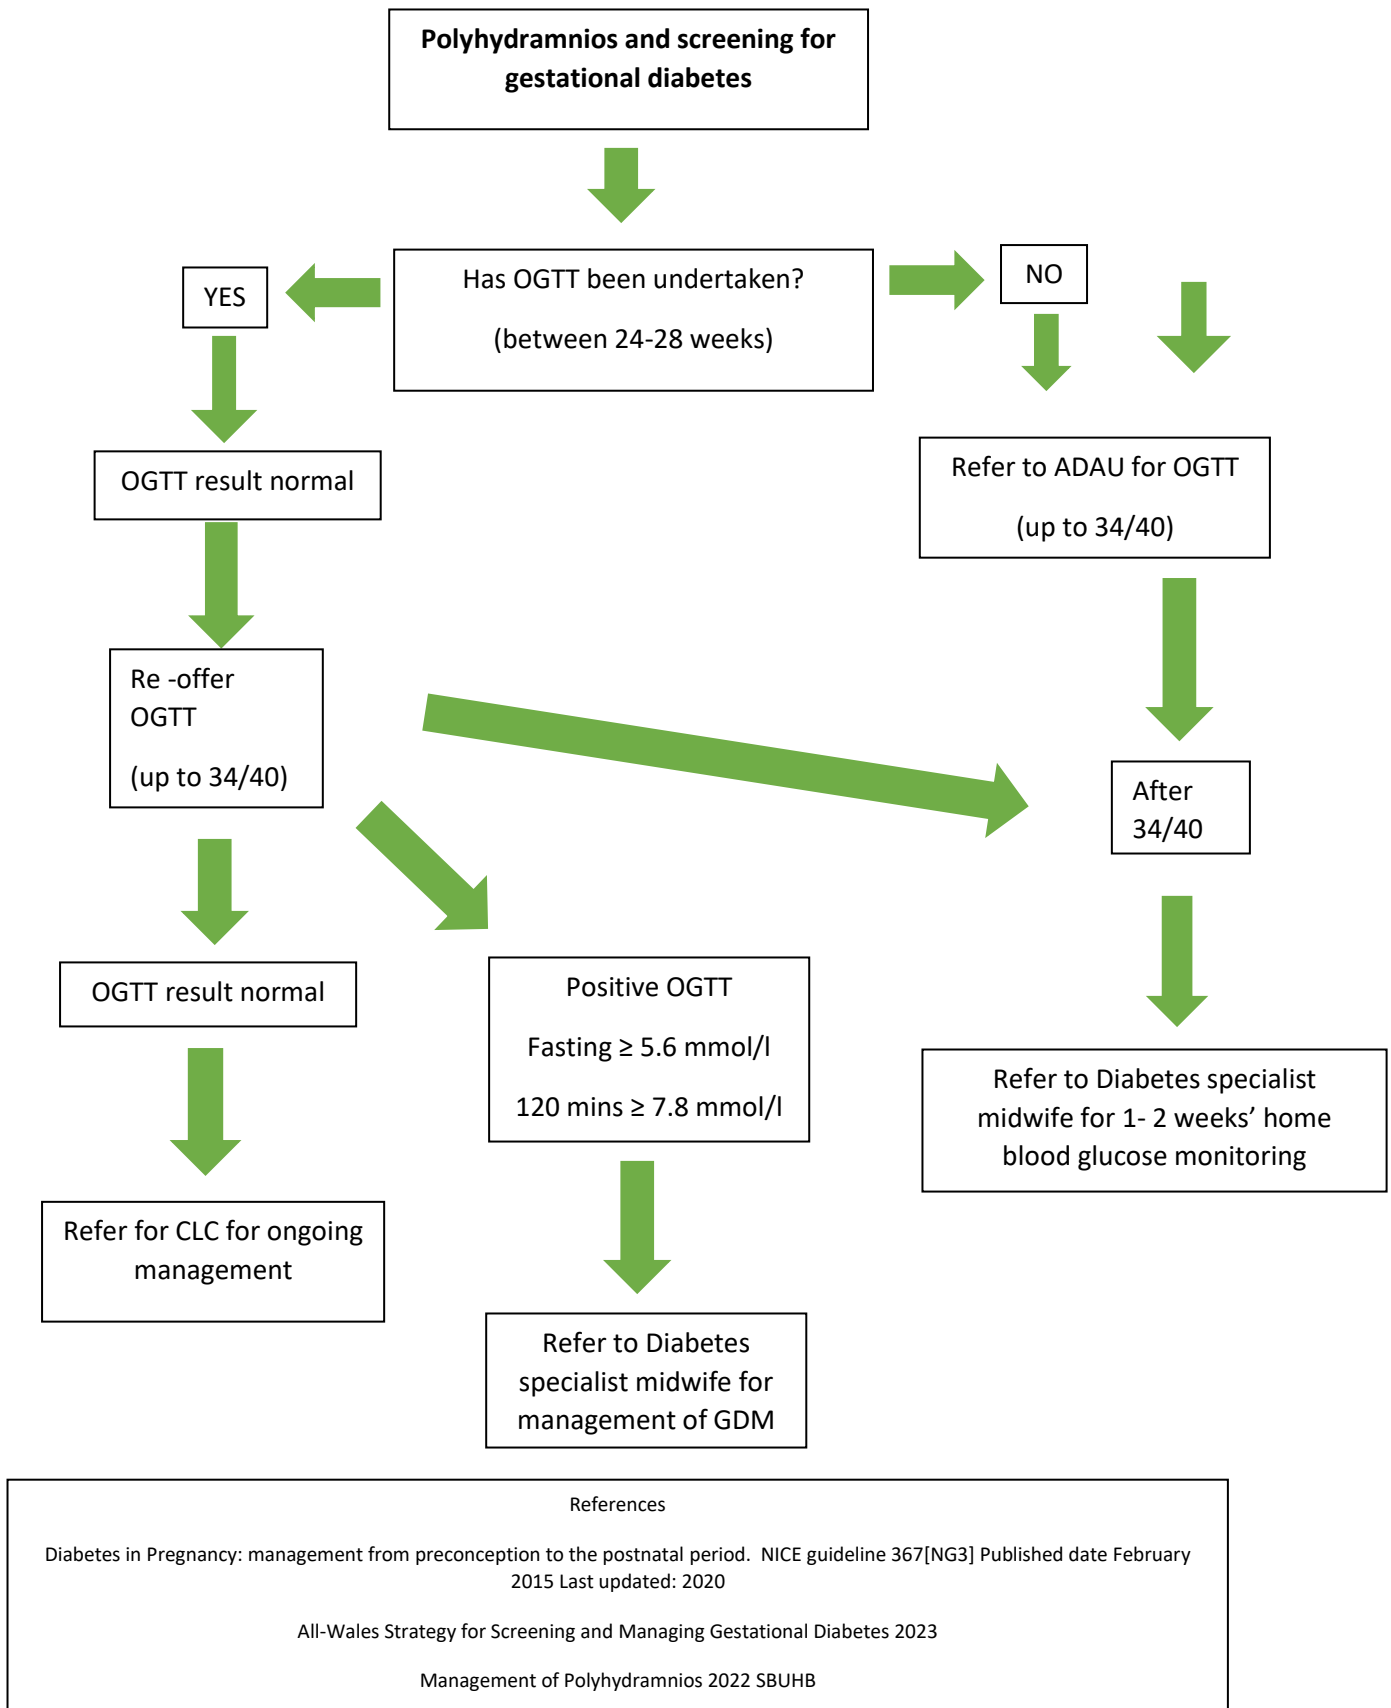 Polyhydramnios and screening for
gestational diabetes
Has OGTT been undertaken?
(between 24-28 weeks)
YES
NO
OGTT result normal
Refer to ADAU for OGTT
(up to 34/40)
Re -offer
OGTT
(up to 34/40)
After
34/40
OGTT result normal
Positive OGTT
Fasting ≥ 5.6 mmol/l
120 mins ≥ 7.8 mmol/l
Refer to Diabetes specialist
midwife for 1- 2 weeks’ home
blood glucose monitoring
Refer for CLC for ongoing
management
Refer to Diabetes
specialist midwife for
management of GDM
References
Diabetes in Pregnancy: management from preconception to the postnatal period.  NICE guideline 367[NG3] Published date February
2015 Last updated: 2020
All-Wales Strategy for Screening and Managing Gestational Diabetes 2023
Management of Polyhydramnios 2022 SBUHB